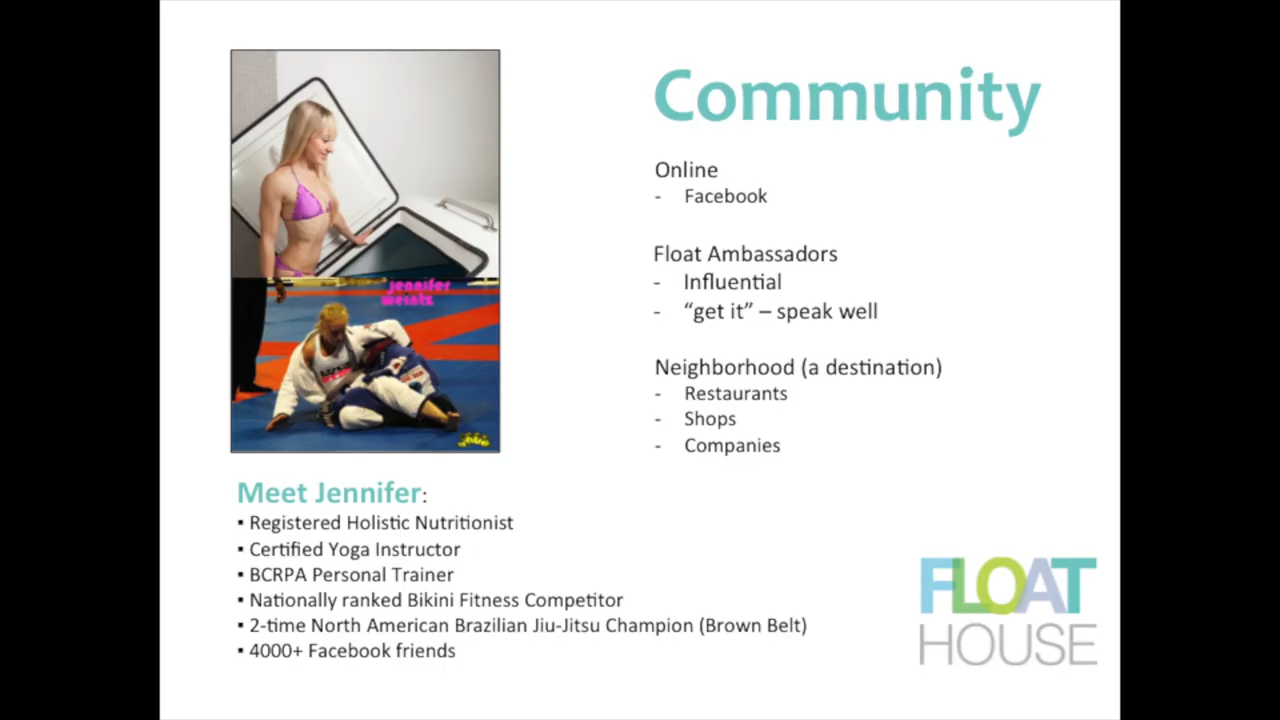 Community
Online
- Facebook
Float Ambassadors
- Influential
- “get it” – speak well
Neighborhood (a destination)
- Restaurants
- Shops
- Companies
jennifer
weintz
Meet Jennifer:
▪ Registered Holistic Nutritionist
▪ Certified Yoga Instructor
▪ BCRPA Personal Trainer
▪ Nationally ranked Bikini Fitness Competitor
▪ 2-time North American Brazilian Jiu-Jitsu Champion (Brown Belt)
▪ 4000+ Facebook friends
FLOAT
HOUSE